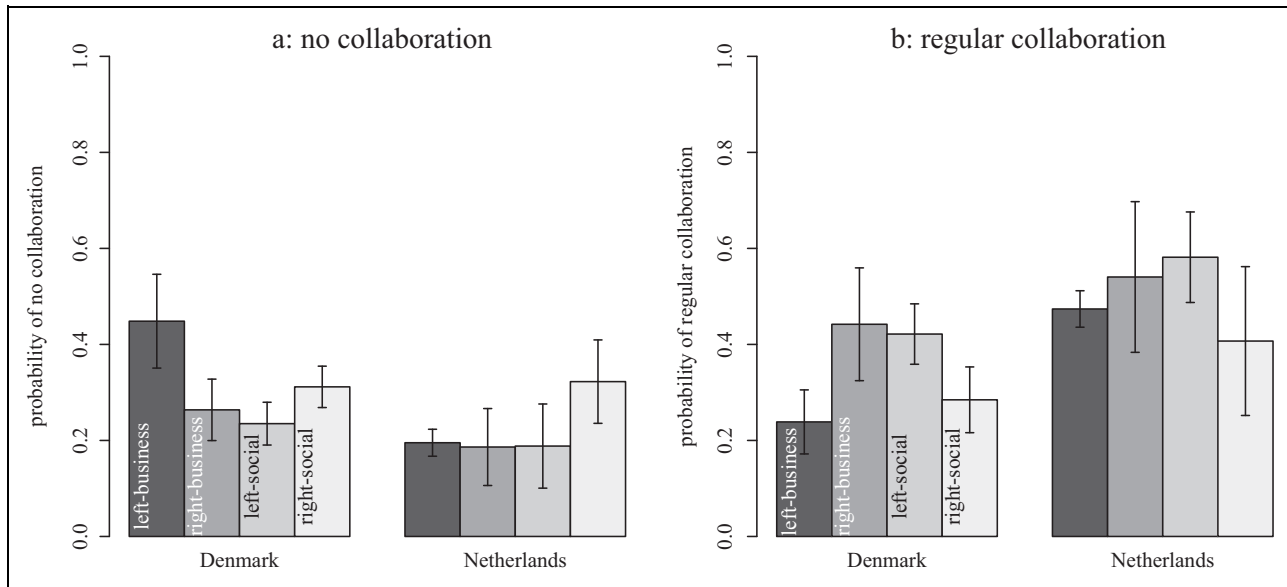 a: no collaboration
probability of no collaboration
0.0
0.2
0.4
0.6
0.8
1.0
left-business
right-business
left-social
right-social
Denmark
Netherlands
b: regular collaboration
probability of regular collaboration
0.0
0.2
0.4
0.6
0.8
1.0
left-business
right-business
left-social
right-social
Denmark
Netherlands